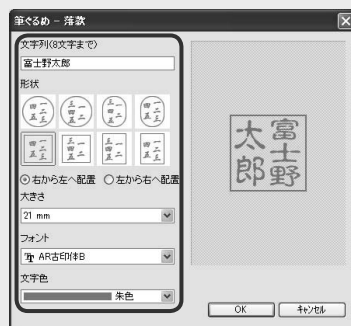 筆ぐるめ - 落款
文字列(8文字まで)
富士野太郎
形状
右から左へ配置 左から右へ配置
大きさ
21 mm
フォント
AR古印体B
文字色
朱色
富士野
太郎
OK キャンセル